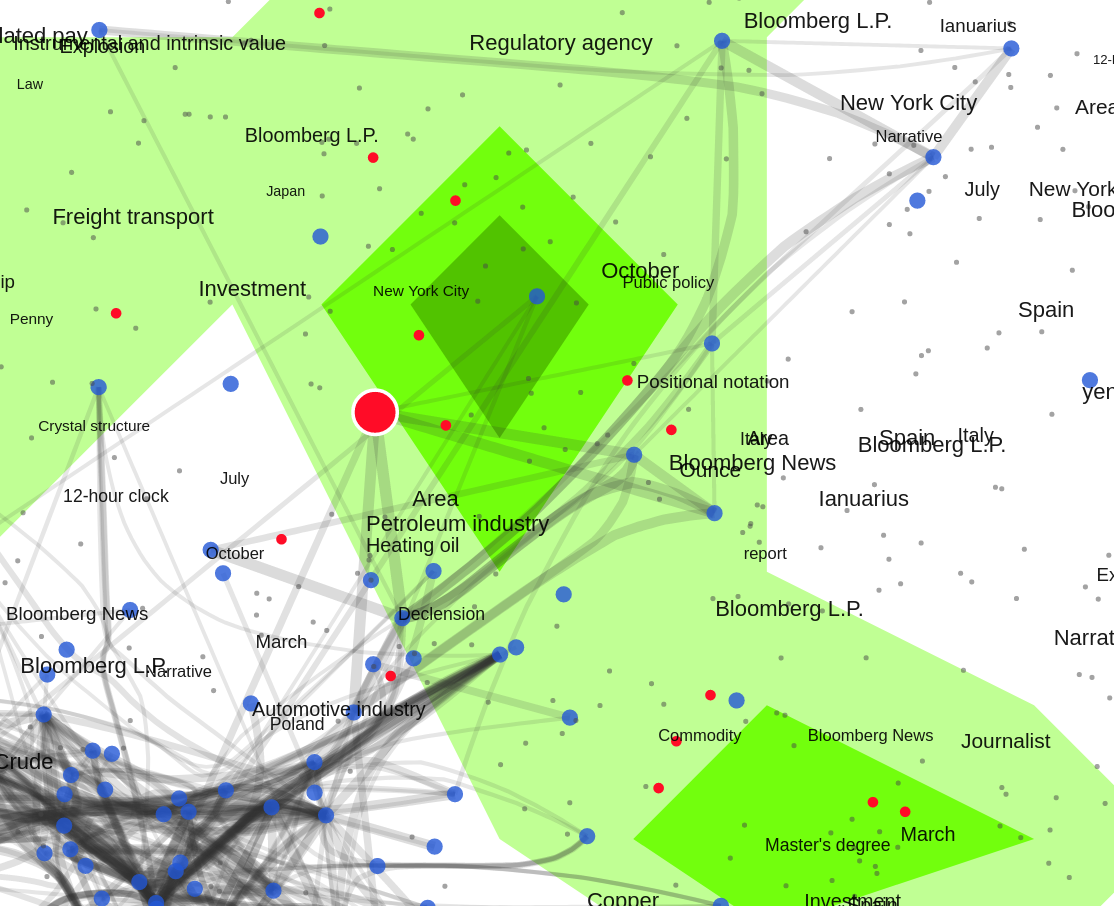 Bloomberg L.P.
Ianuarius
lated pay
Instrumental and intrinsic value
Explosion
Regulatory agency
12-
Law
New York City
Area
Bloomberg L.P.
Narrative
Japan
July
New York
Bloo
Freight transport
October
Public policy
ip
Investment
New York City
Penny
Spain
Positional notation
yen
Crystal structure
Italy
Area
Spain
Italy
Bloomberg L.P.
Bloomberg News
Ounce
July
12-hour clock
Area
Ianuarius
Petroleum industry
Heating oil
October
report
Ex
Bloomberg News
Declension
Bloomberg L.P.
March
Narrat
Bloomberg L.P.
Narrative
Automotive industry
Poland
Commodity
Bloomberg News
Journalist
Crude
March
Master's degree
Copper
Investment
Spain